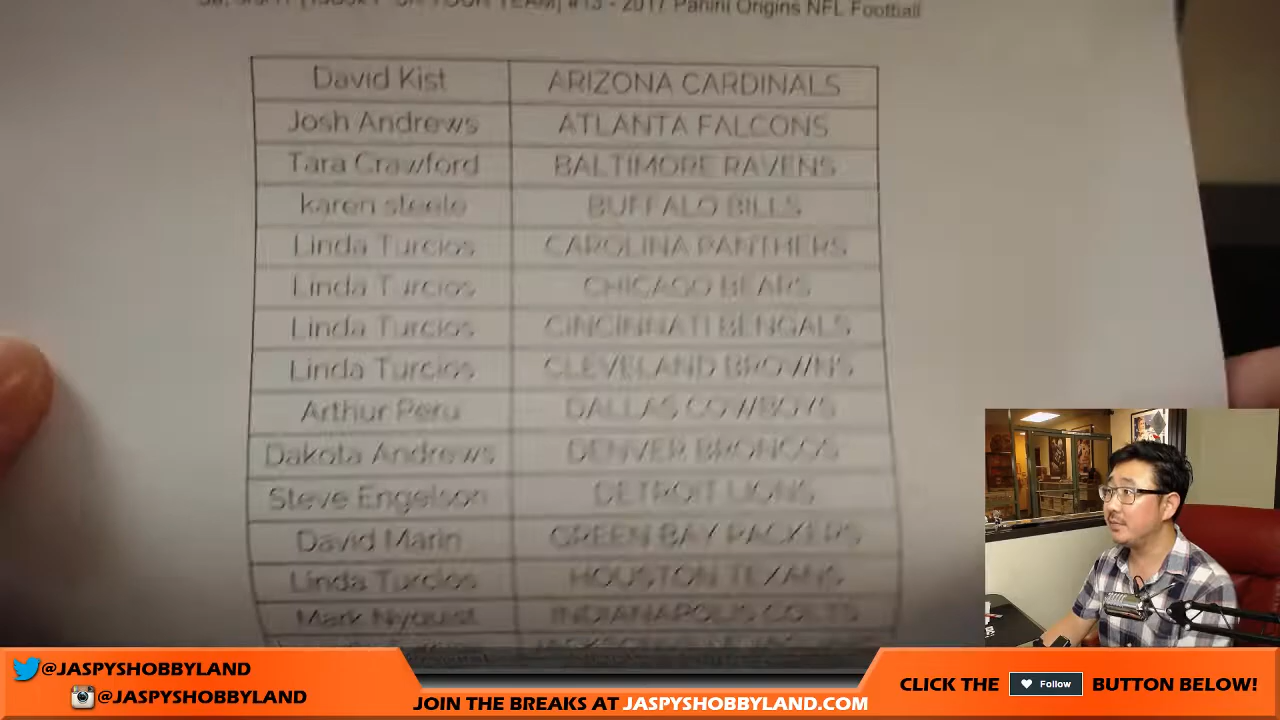 #13 - 2017 Panini Origins NFL Football
David Kist ARIZONA CARDINALS
Josh Andrews ATLANTA FALCONS
Tara Crawford BALTIMORE RAVENS
karen steele BUFFALO BILLS
Linda Turcios CAROLINA PANTHERS
Linda Turcios CHICAGO BEARS
Linda Turcios CINCINNATI BENGALS
Linda Turcios CLEVELAND BROWNS
Arthur Peru DALLAS COWBOYS
Dakota Andrews DENVER BRONCOS
Steve Engelson DETROIT LIONS
David Marin GREEN BAY PACKERS
Linda Turcios HOUSTON TEXANS
Mark Nyquist INDIANAPOLIS COLTS
@JASPYSHOBBYLAND
@JASPYSHOBBYLAND
JOIN THE BREAKS AT JASPYSHOBBYLAND.COM
CLICK THE Follow BUTTON BELOW!